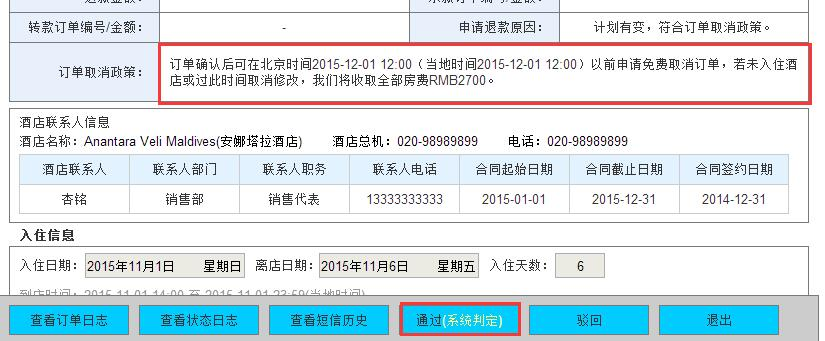 转款订单编号/金额： - 申请退款原因： 计划有变，符合订单取消政策。
订单取消政策： 订单确认后可在北京时间2015-12-01 12:00（当地时间2015-12-01 12:00）以前申请免费取消订单，若未入住酒
店或过此时间取消修改，我们将收取全部房费RMB2700。
酒店联系人信息
酒店名称：Anantara Veli Maldives(安娜塔拉酒店) 酒店总机：020-98989899 电话：020-98989899
酒店联系人 联系人部门 联系人职务 联系人电话 合同起始日期 合同截止日期 合同签约日期
杏铭 销售部 销售代表 13333333333 2015-01-01 2015-12-31 2014-12-31
入住信息
入住日期： 2015年11月1日 星期日 离店日期： 2015年11月6日 星期五 入住天数： 6
到店时间：2015-11-01 14:00 至 2015-11-01 23:59(当地时间)
查看订单日志 查看状态日志 查看短信历史 通过(系统判定) 驳回 退出